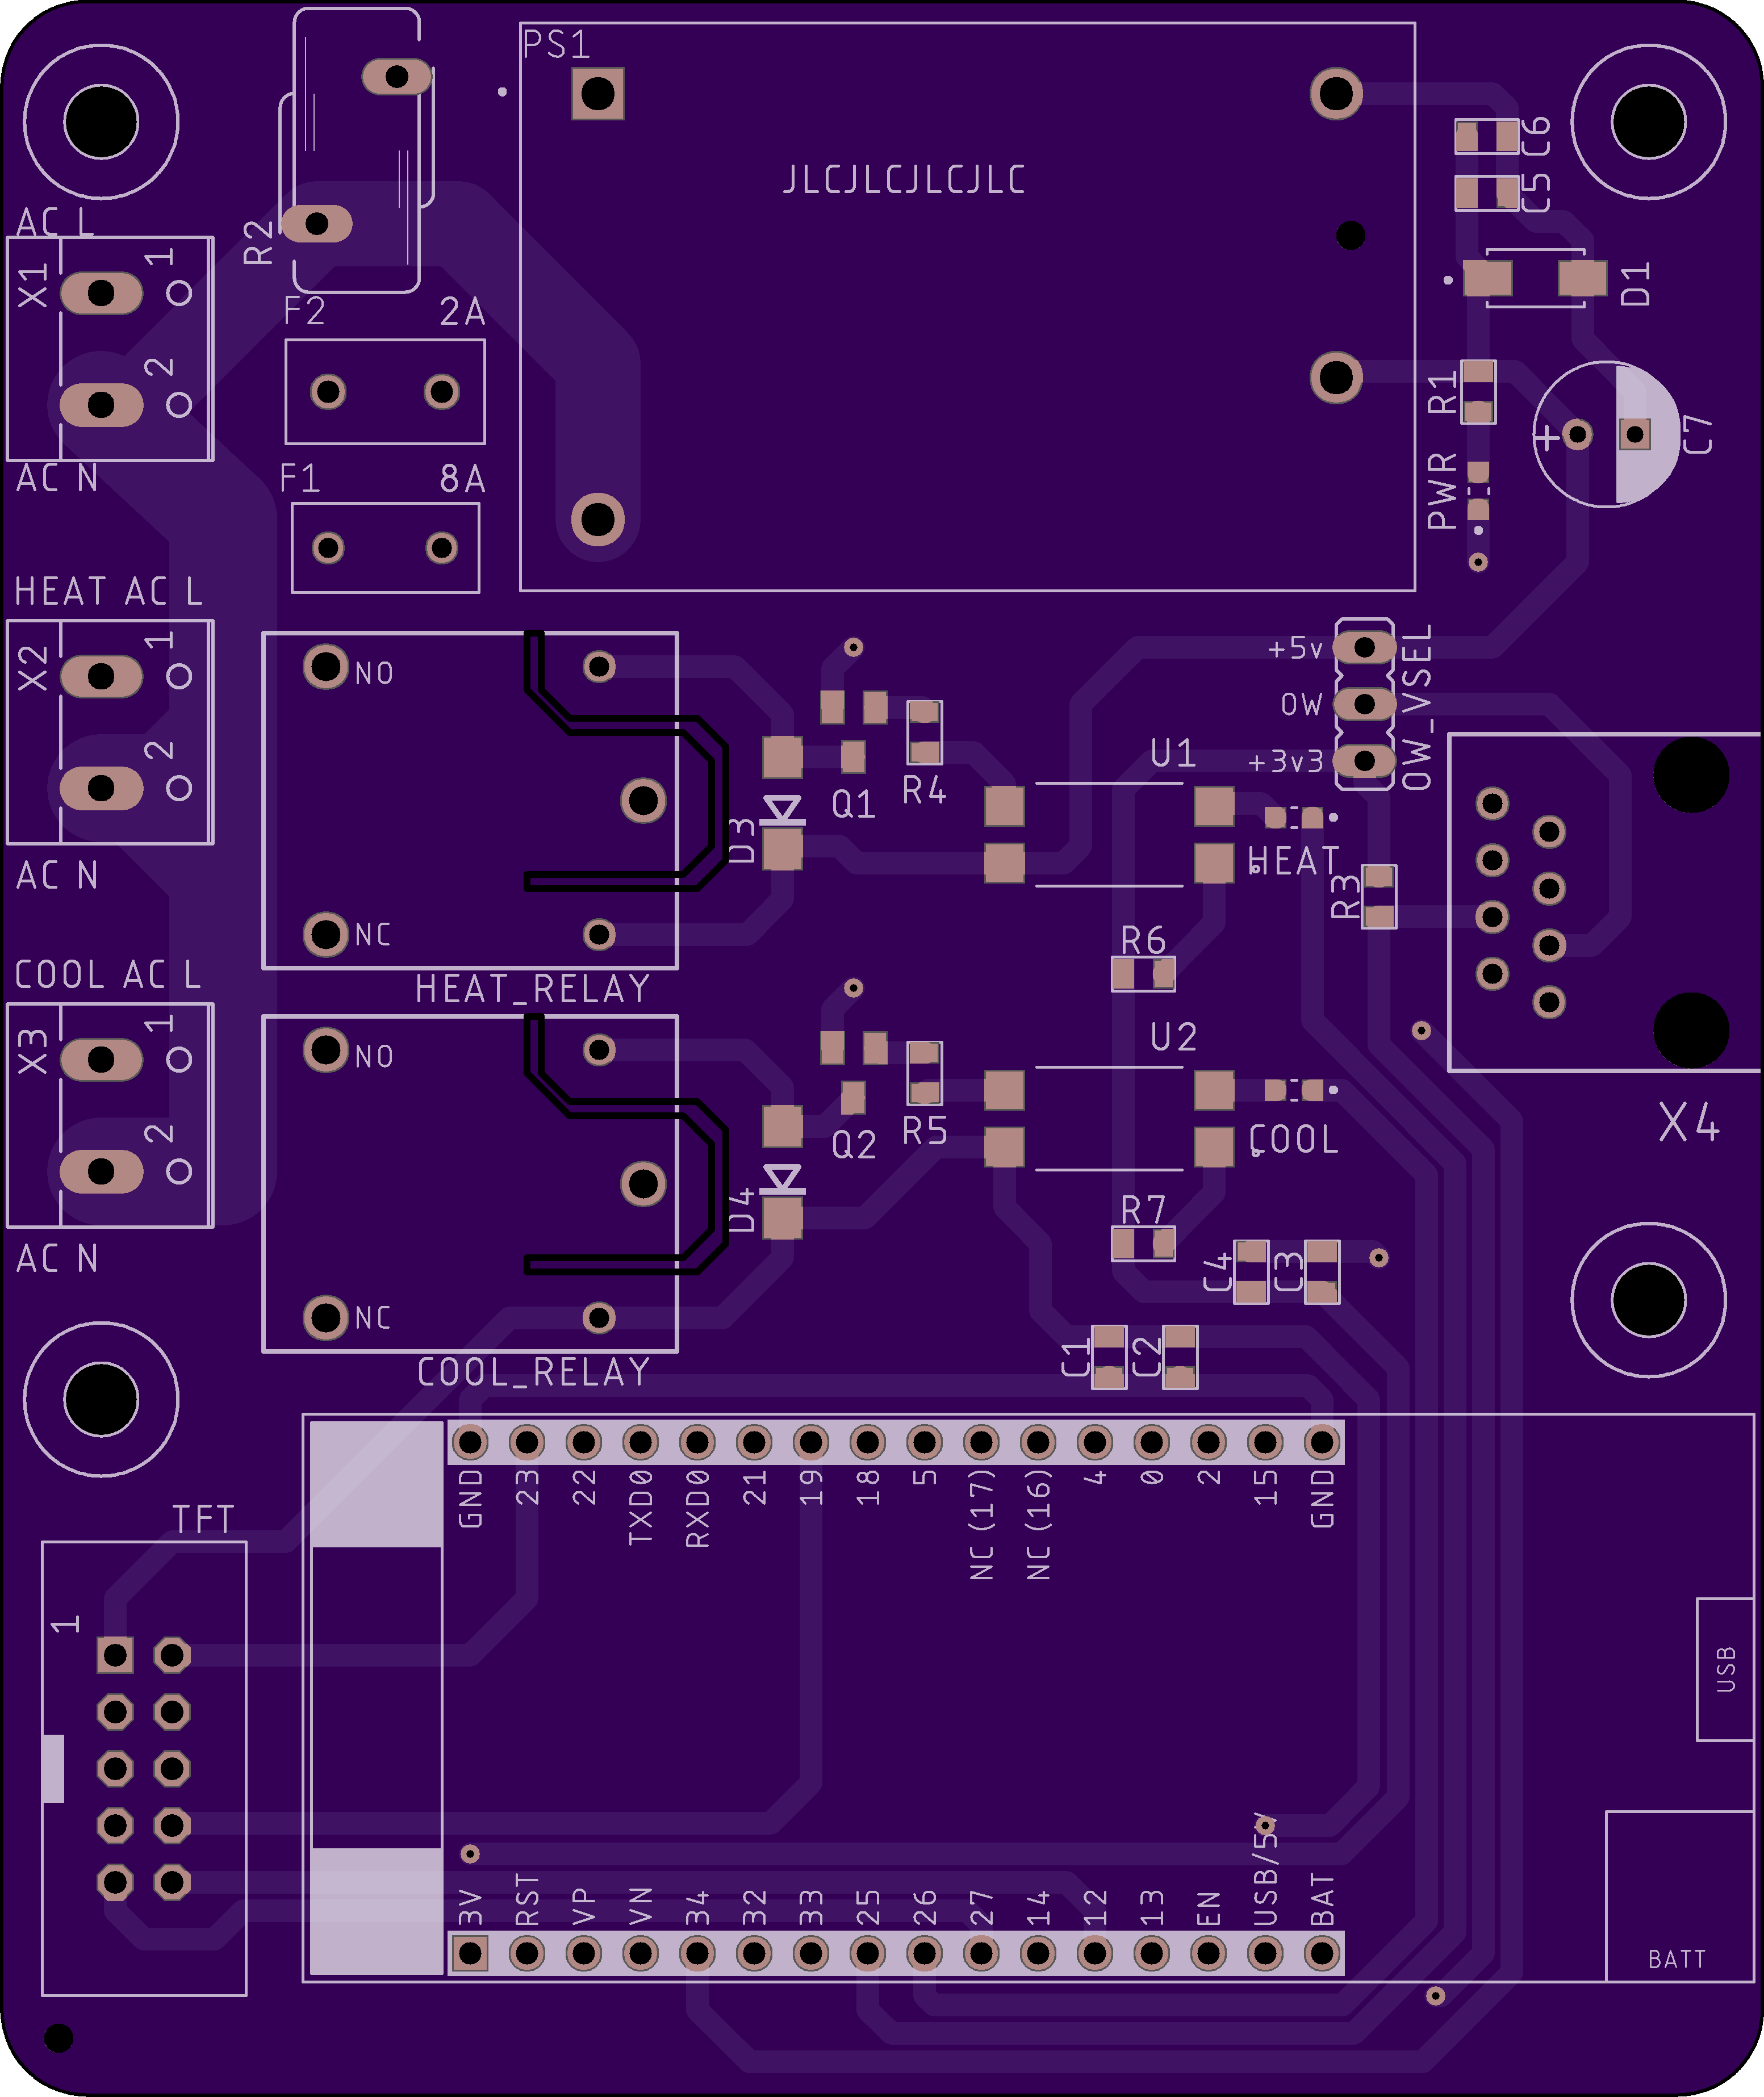 PS1
JLCJLCJLCJLC
C6
C5
R2
AC L
X1
1
2
AC N
F2 2A
F1 8A
D1
R1
PWR
+
C7
HEAT AC L
X2
1
2
AC N
NO
NC
HEAT_RELAY
D3
Q1
R4
U1
+5v
OW
+3v3
OW_VSEL
HEAT
R3
R6
COOL AC L
X3
1
2
AC N
NO
NC
COOL_RELAY
D4
Q2
R5
U2
COOL
X4
R7
C4
C3
C1
C2
GND
23
22
TXD0
RXD0
21
19
18
5
NC (17)
NC (16)
4
0
2
15
GND
TFT
1
USB
3V
RST
VP
VN
34
32
33
25
26
27
14
12
13
EN
USB/5V
BAT
BATT